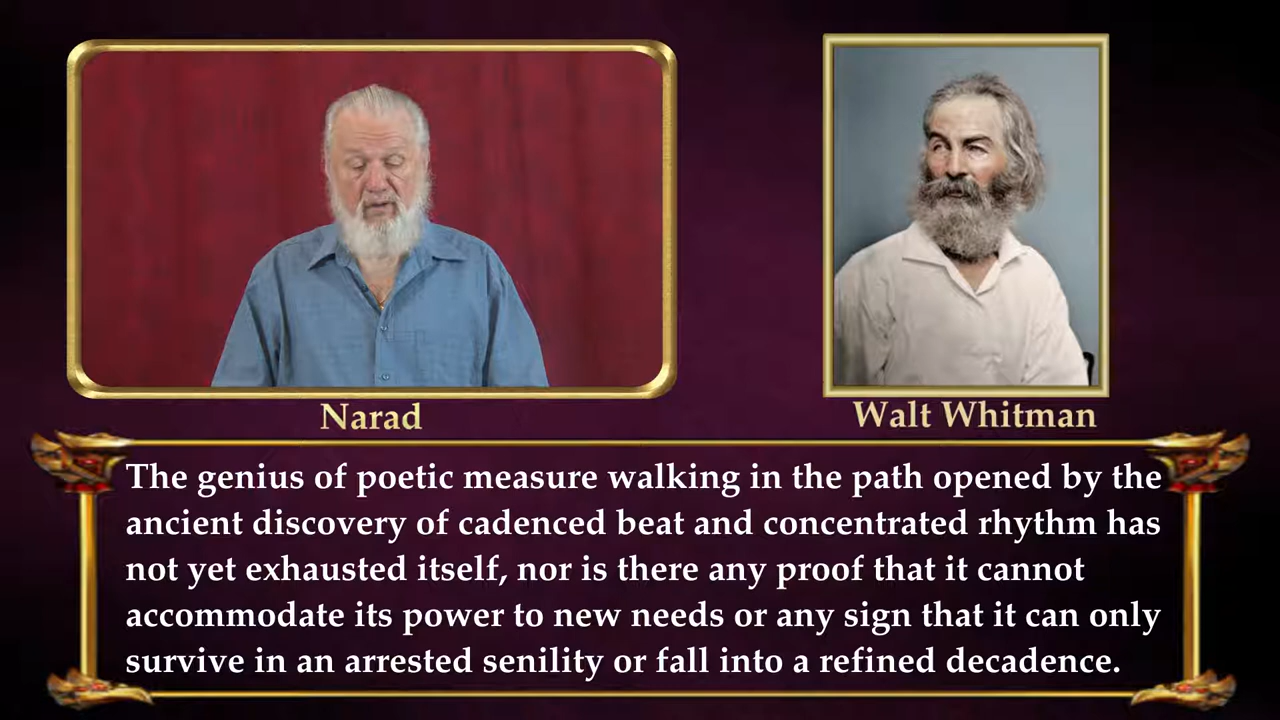 Narad
Walt Whitman
The genius of poetic measure walking in the path opened by the
ancient discovery of cadenced beat and concentrated rhythm has
not yet exhausted itself, nor is there any proof that it cannot
accommodate its power to new needs or any sign that it can only
survive in an arrested senility or fall into a refined decadence.